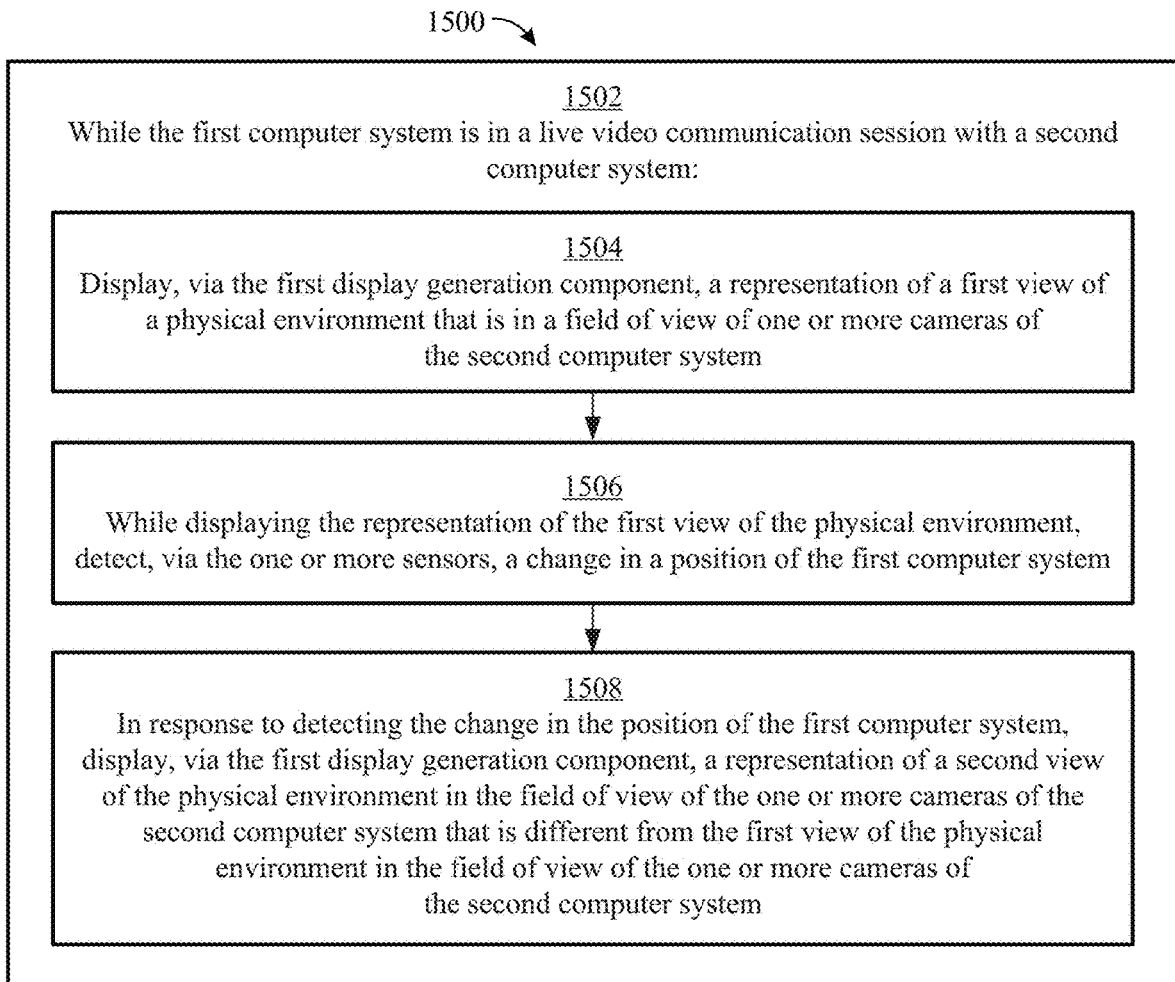 1500
1502
While the first computer system is in a live video communication session with a second
computer system:
1504
Display, via the first display generation component, a representation of a first view of
a physical environment that is in a field of view of one or more cameras of
the second computer system
1506
While displaying the representation of the first view of the physical environment,
detect, via the one or more sensors, a change in a position of the first computer system
1508
In response to detecting the change in the position of the first computer system,
display, via the first display generation component, a representation of a second view
of the physical environment in the field of view of the one or more cameras of the
second computer system that is different from the first view of the physical
environment in the field of view of the one or more cameras of
the second computer system